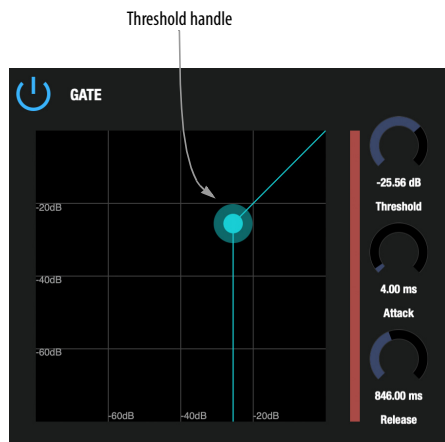 Threshold handle
GATE
-20dB
-40dB
-60dB
-60dB
-40dB
-20dB
-25.56 dB
Threshold
4.00 ms
Attack
846.00 ms
Release